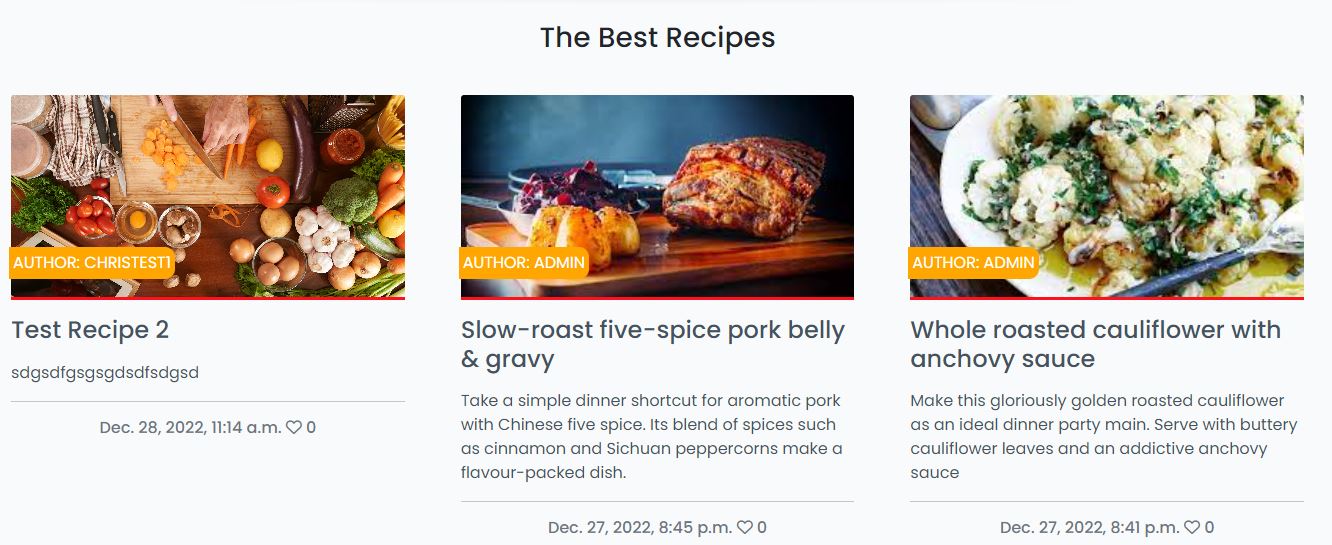 The Best Recipes
AUTHOR: CHRISTEST1
Test Recipe 2
sdgsdfgsgsgdsdfsdgsd
Dec. 28, 2022, 11:14 a.m. ♡ 0
AUTHOR: ADMIN
Slow-roast five-spice pork belly
& gravy
Take a simple dinner shortcut for aromatic pork
with Chinese five spice. Its blend of spices such
as cinnamon and Sichuan peppercorns make a
flavour-packed dish.
Dec. 27, 2022, 8:45 p.m. ♡ 0
AUTHOR: ADMIN
Whole roasted cauliflower with
anchovy sauce
Make this gloriously golden roasted cauliflower
as an ideal dinner party main. Serve with buttery
cauliflower leaves and an addictive anchovy
sauce
Dec. 27, 2022, 8:41 p.m. ♡ 0